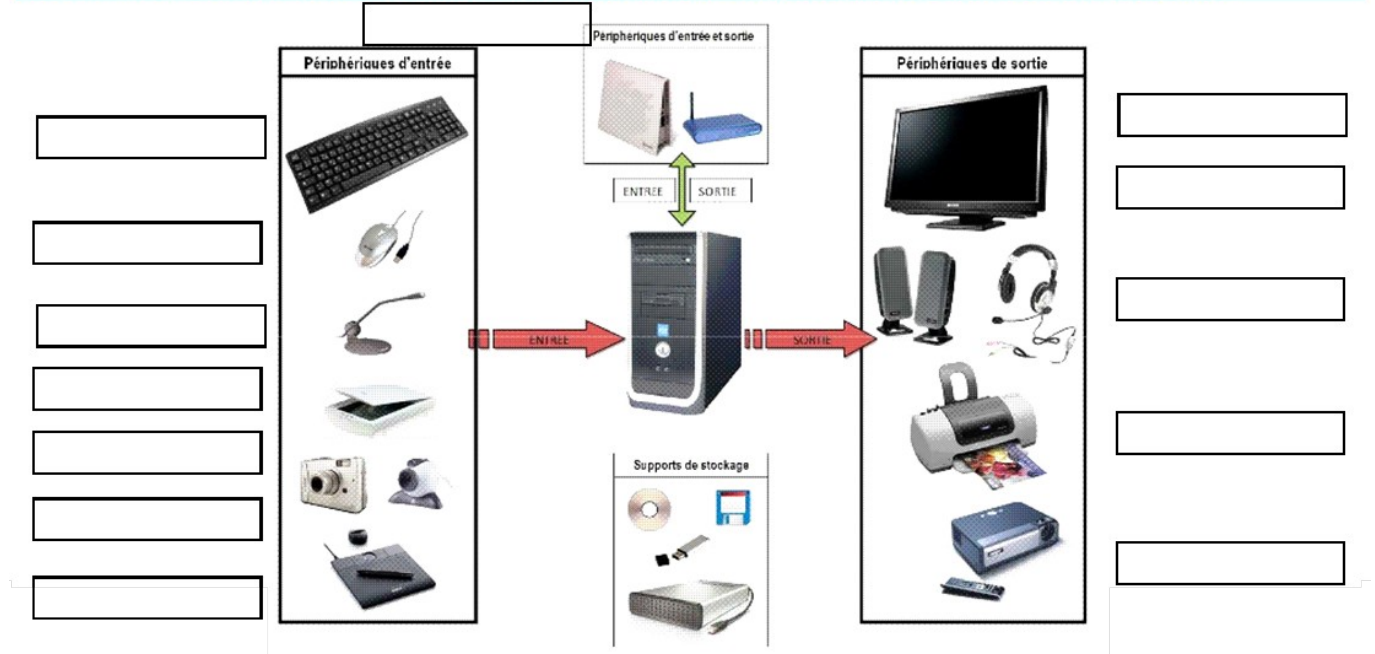 Périphériques d'entrée et sortie
Périphériques d'entrée
Périphériques de sortie
ENTREE
SORTIE
ENTREE
SORTIE
Supports de stockage